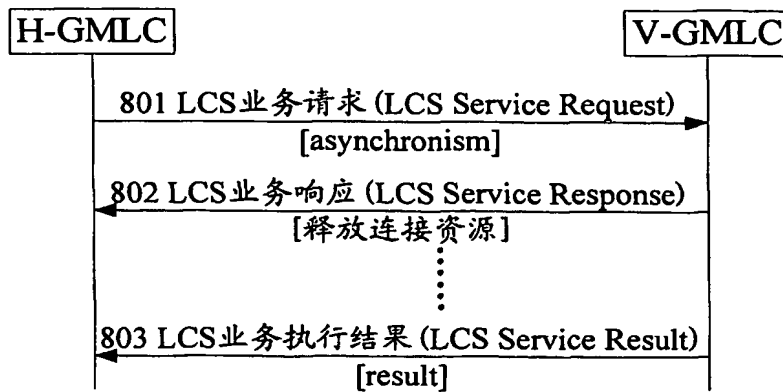 H-GMLC
V-GMLC
801 LCS业务请求(LCS Service Request)
[asynchronism]
802 LCS业务响应(LCS Service Response)
[释放连接资源]
803 LCS业务执行结果(LCS Service Result)
[result]